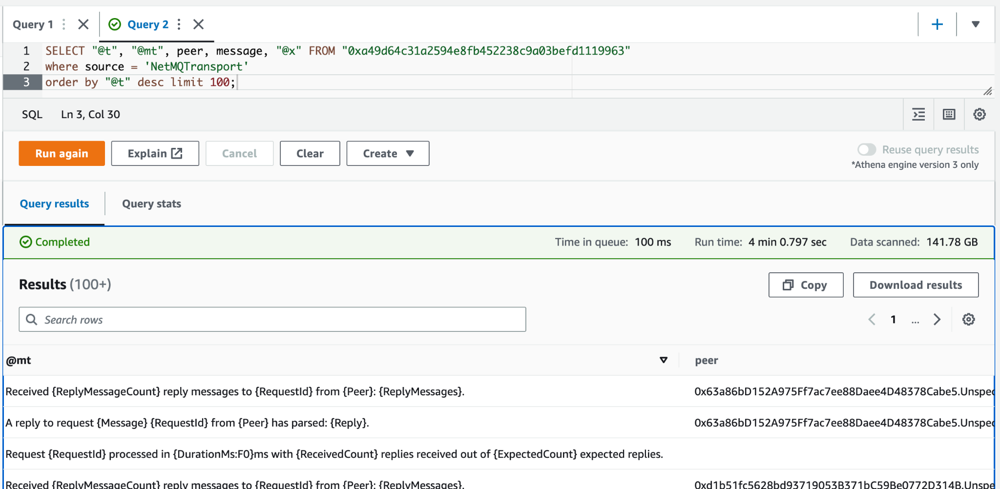 Query 1
Query 2
1 SELECT "@t", "@mt", peer, message, "@x" FROM "0xa49d64c31a2594e8fb452238c9a03befd1119963"
2 where source = 'NetMQTransport'
3 order by "@t" desc limit 100;
SQL Ln 3, Col 30
Run again Explain Cancel Clear Create
Reuse query results
*Athena engine version 3 only
Query results Query stats
Completed Time in queue: 100 ms Run time: 4 min 0.797 sec Data scanned: 141.78 GB
Results (100+) Copy Download results
Search rows 1 ...
@mt peer
Received {ReplyMessageCount} reply messages to {RequestId} from {Peer}: {ReplyMessages}. 0x63a86bD152A975Ff7ac7ee88Daee4D48378Cabe5.Unspec
A reply to request {Message} {RequestId} from {Peer} has parsed: {Reply}. 0x63a86bD152A975Ff7ac7ee88Daee4D48378Cabe5.Unspec
Request {RequestId} processed in {DurationMs:F0}ms with {ReceivedCount} replies received out of {ExpectedCount} expected replies.
Received {ReplyMessageCount} reply messages to {RequestId} from {Peer}: {ReplyMessages}. 0xd1b51fc5628bd93719053B371bC59Be0772D314B.Unspe